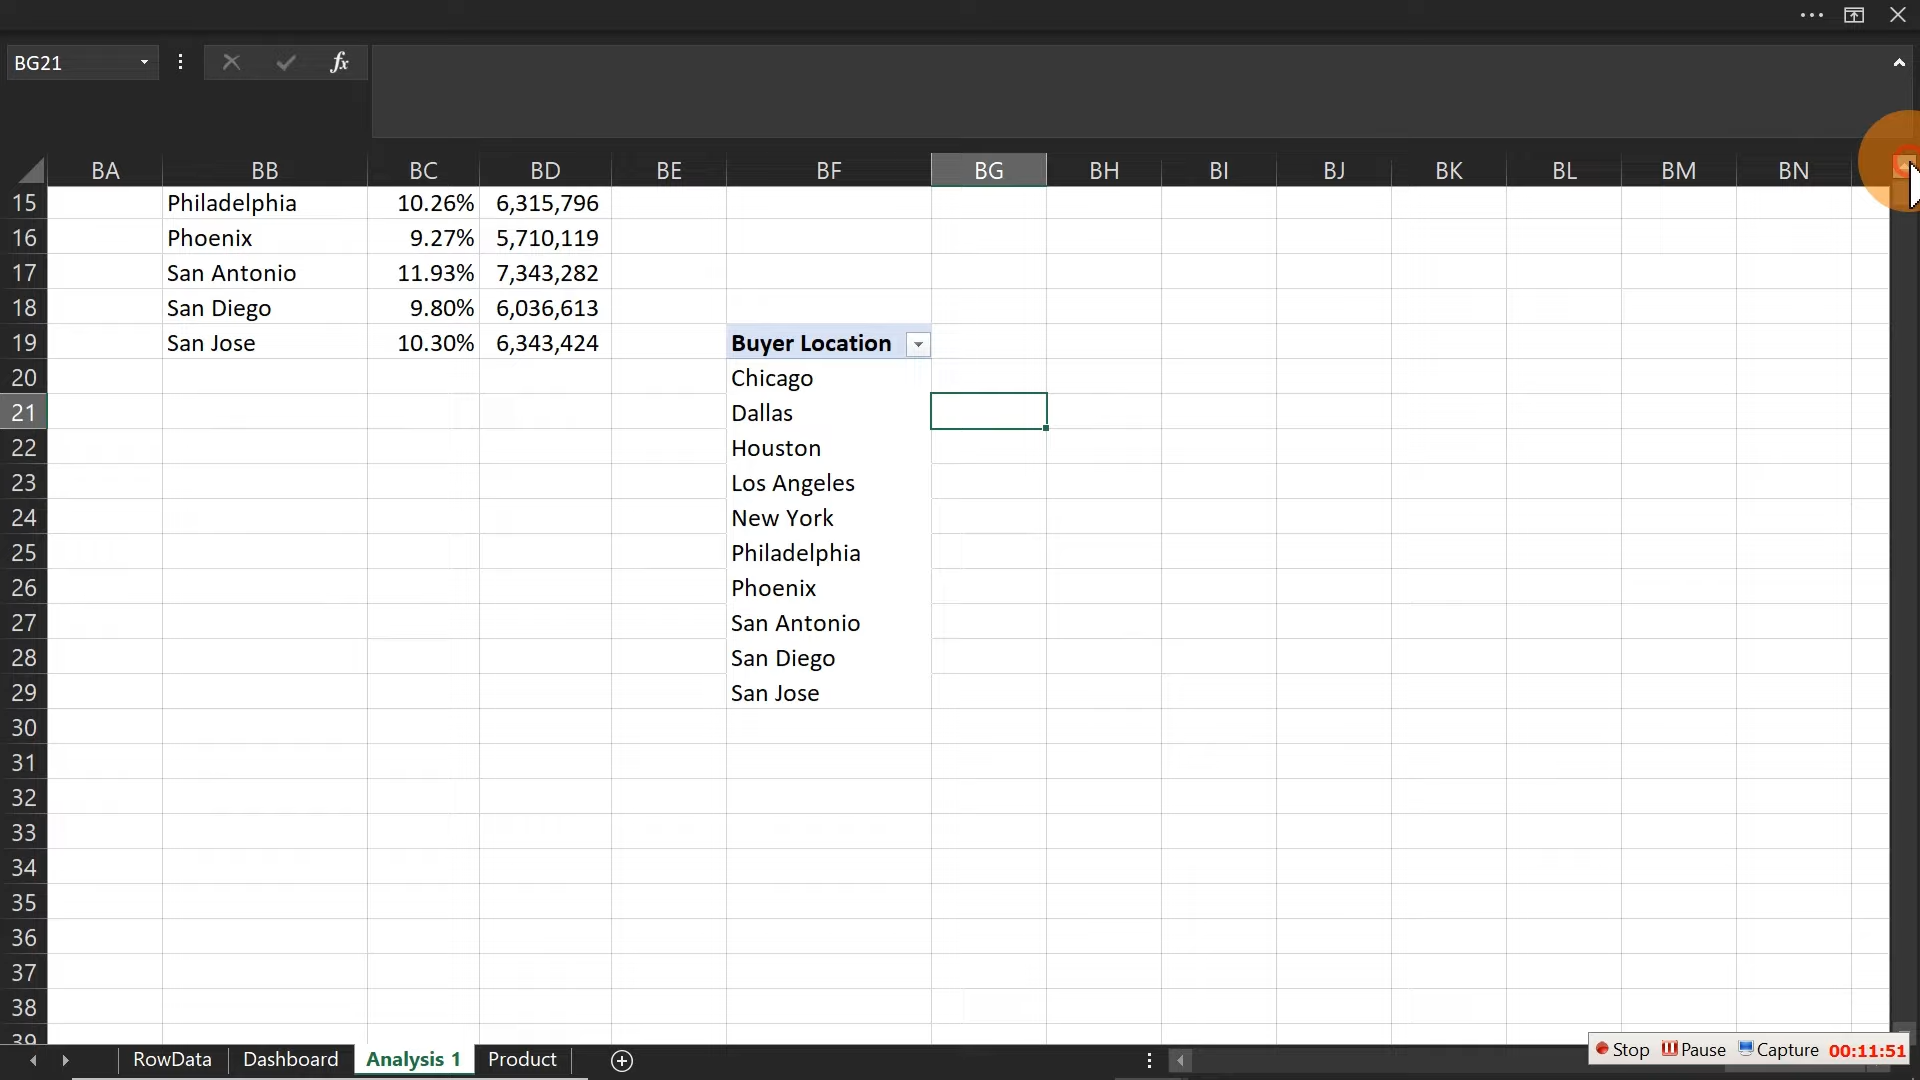 BG21
fx
BA BB BC BD BE BF BG BH BI BJ BK BL BM BN
15 Philadelphia 10.26% 6,315,796
16 Phoenix 9.27% 5,710,119
17 San Antonio 11.93% 7,343,282
18 San Diego 9.80% 6,036,613
19 San Jose 10.30% 6,343,424 Buyer Location
20 Chicago
21 Dallas
22 Houston
23 Los Angeles
24 New York
25 Philadelphia
26 Phoenix
27 San Antonio
28 San Diego
29 San Jose
30
31
32
33
34
35
36
37
38
39
RowData Dashboard Analysis 1 Product
Stop Pause Capture 00:11:51